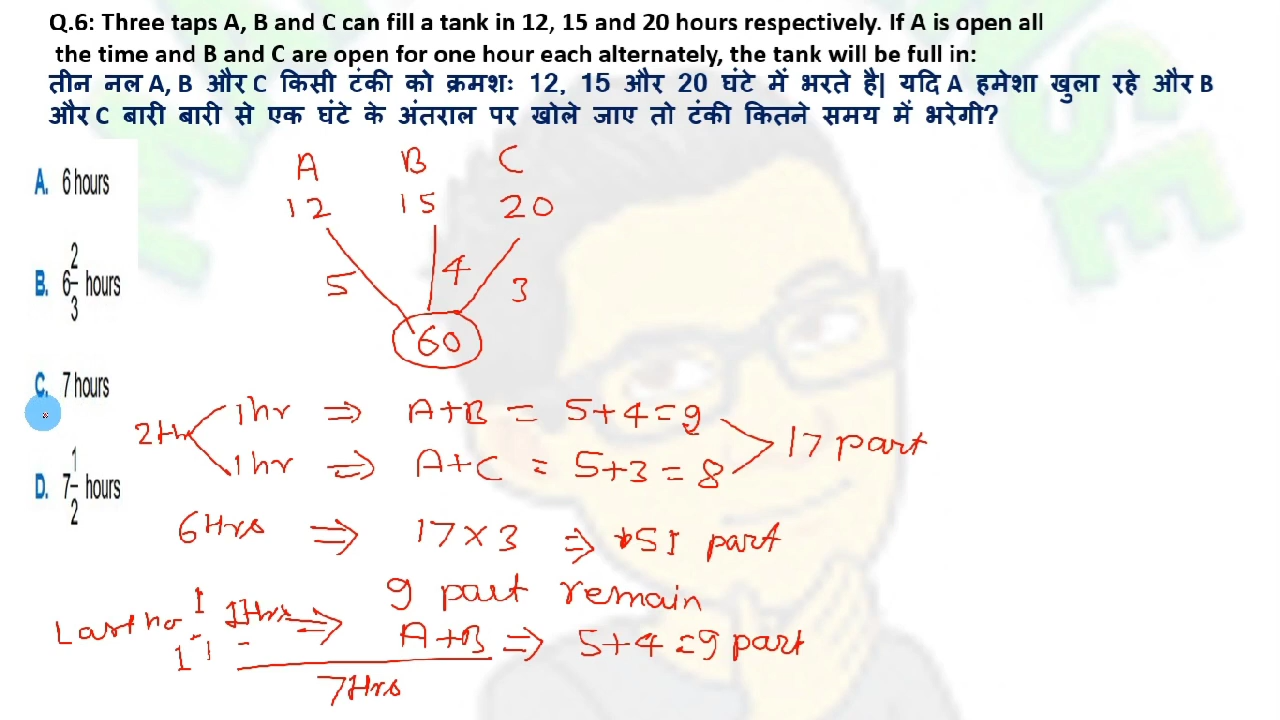 Q.6: Three taps A, B and C can fill a tank in 12, 15 and 20 hours respectively. If A is open all
the time and B and C are open for one hour each alternately, the tank will be full in:
तीन नल A, B और C किसी टंकी को क्रमशः 12, 15 और 20 घंटे में भरते है| यदि A हमेशा खुला रहे और B
और C बारी बारी से एक घंटे के अंतराल पर खोले जाए तो टंकी कितने समय में भरेगी?
A. 6 hours
B. 6 2/3 hours
C. 7 hours
D. 7 1/2 hours
A B C
12 15 20
5 4 3
60
2Hr
1hr ⇒ A+B = 5+4=9
1hr ⇒ A+C = 5+3=8
17 part
6Hrs ⇒ 17×3 ⇒ 51 part
9 part remain
Last 1Hrs ⇒ A+B ⇒ 5+4=9 part
7Hrs